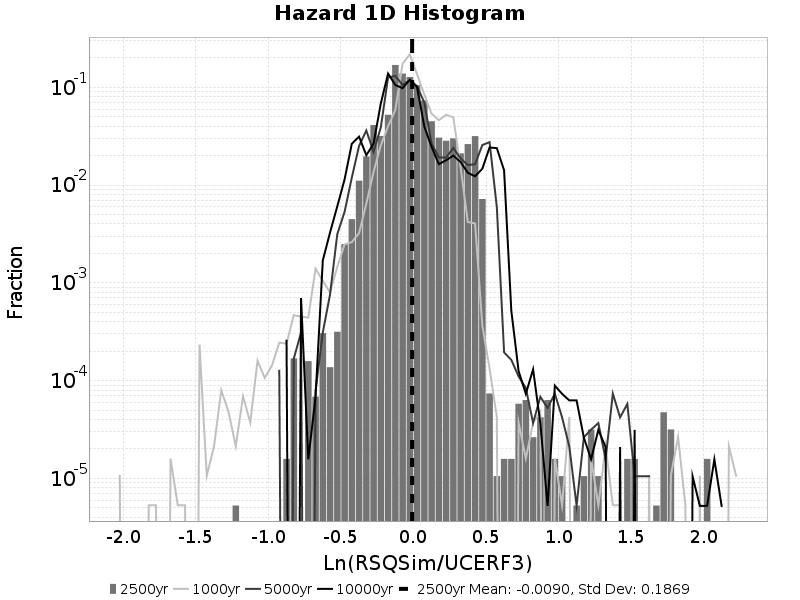 Hazard 1D Histogram
Fraction
10-1
10-2
10-3
10-4
10-5
-2.0 -1.5 -1.0 -0.5 0.0 0.5 1.0 1.5 2.0
Ln(RSQSim/UCERF3)
2500yr 1000yr 5000yr 10000yr 2500yr Mean: -0.0090, Std Dev: 0.1869